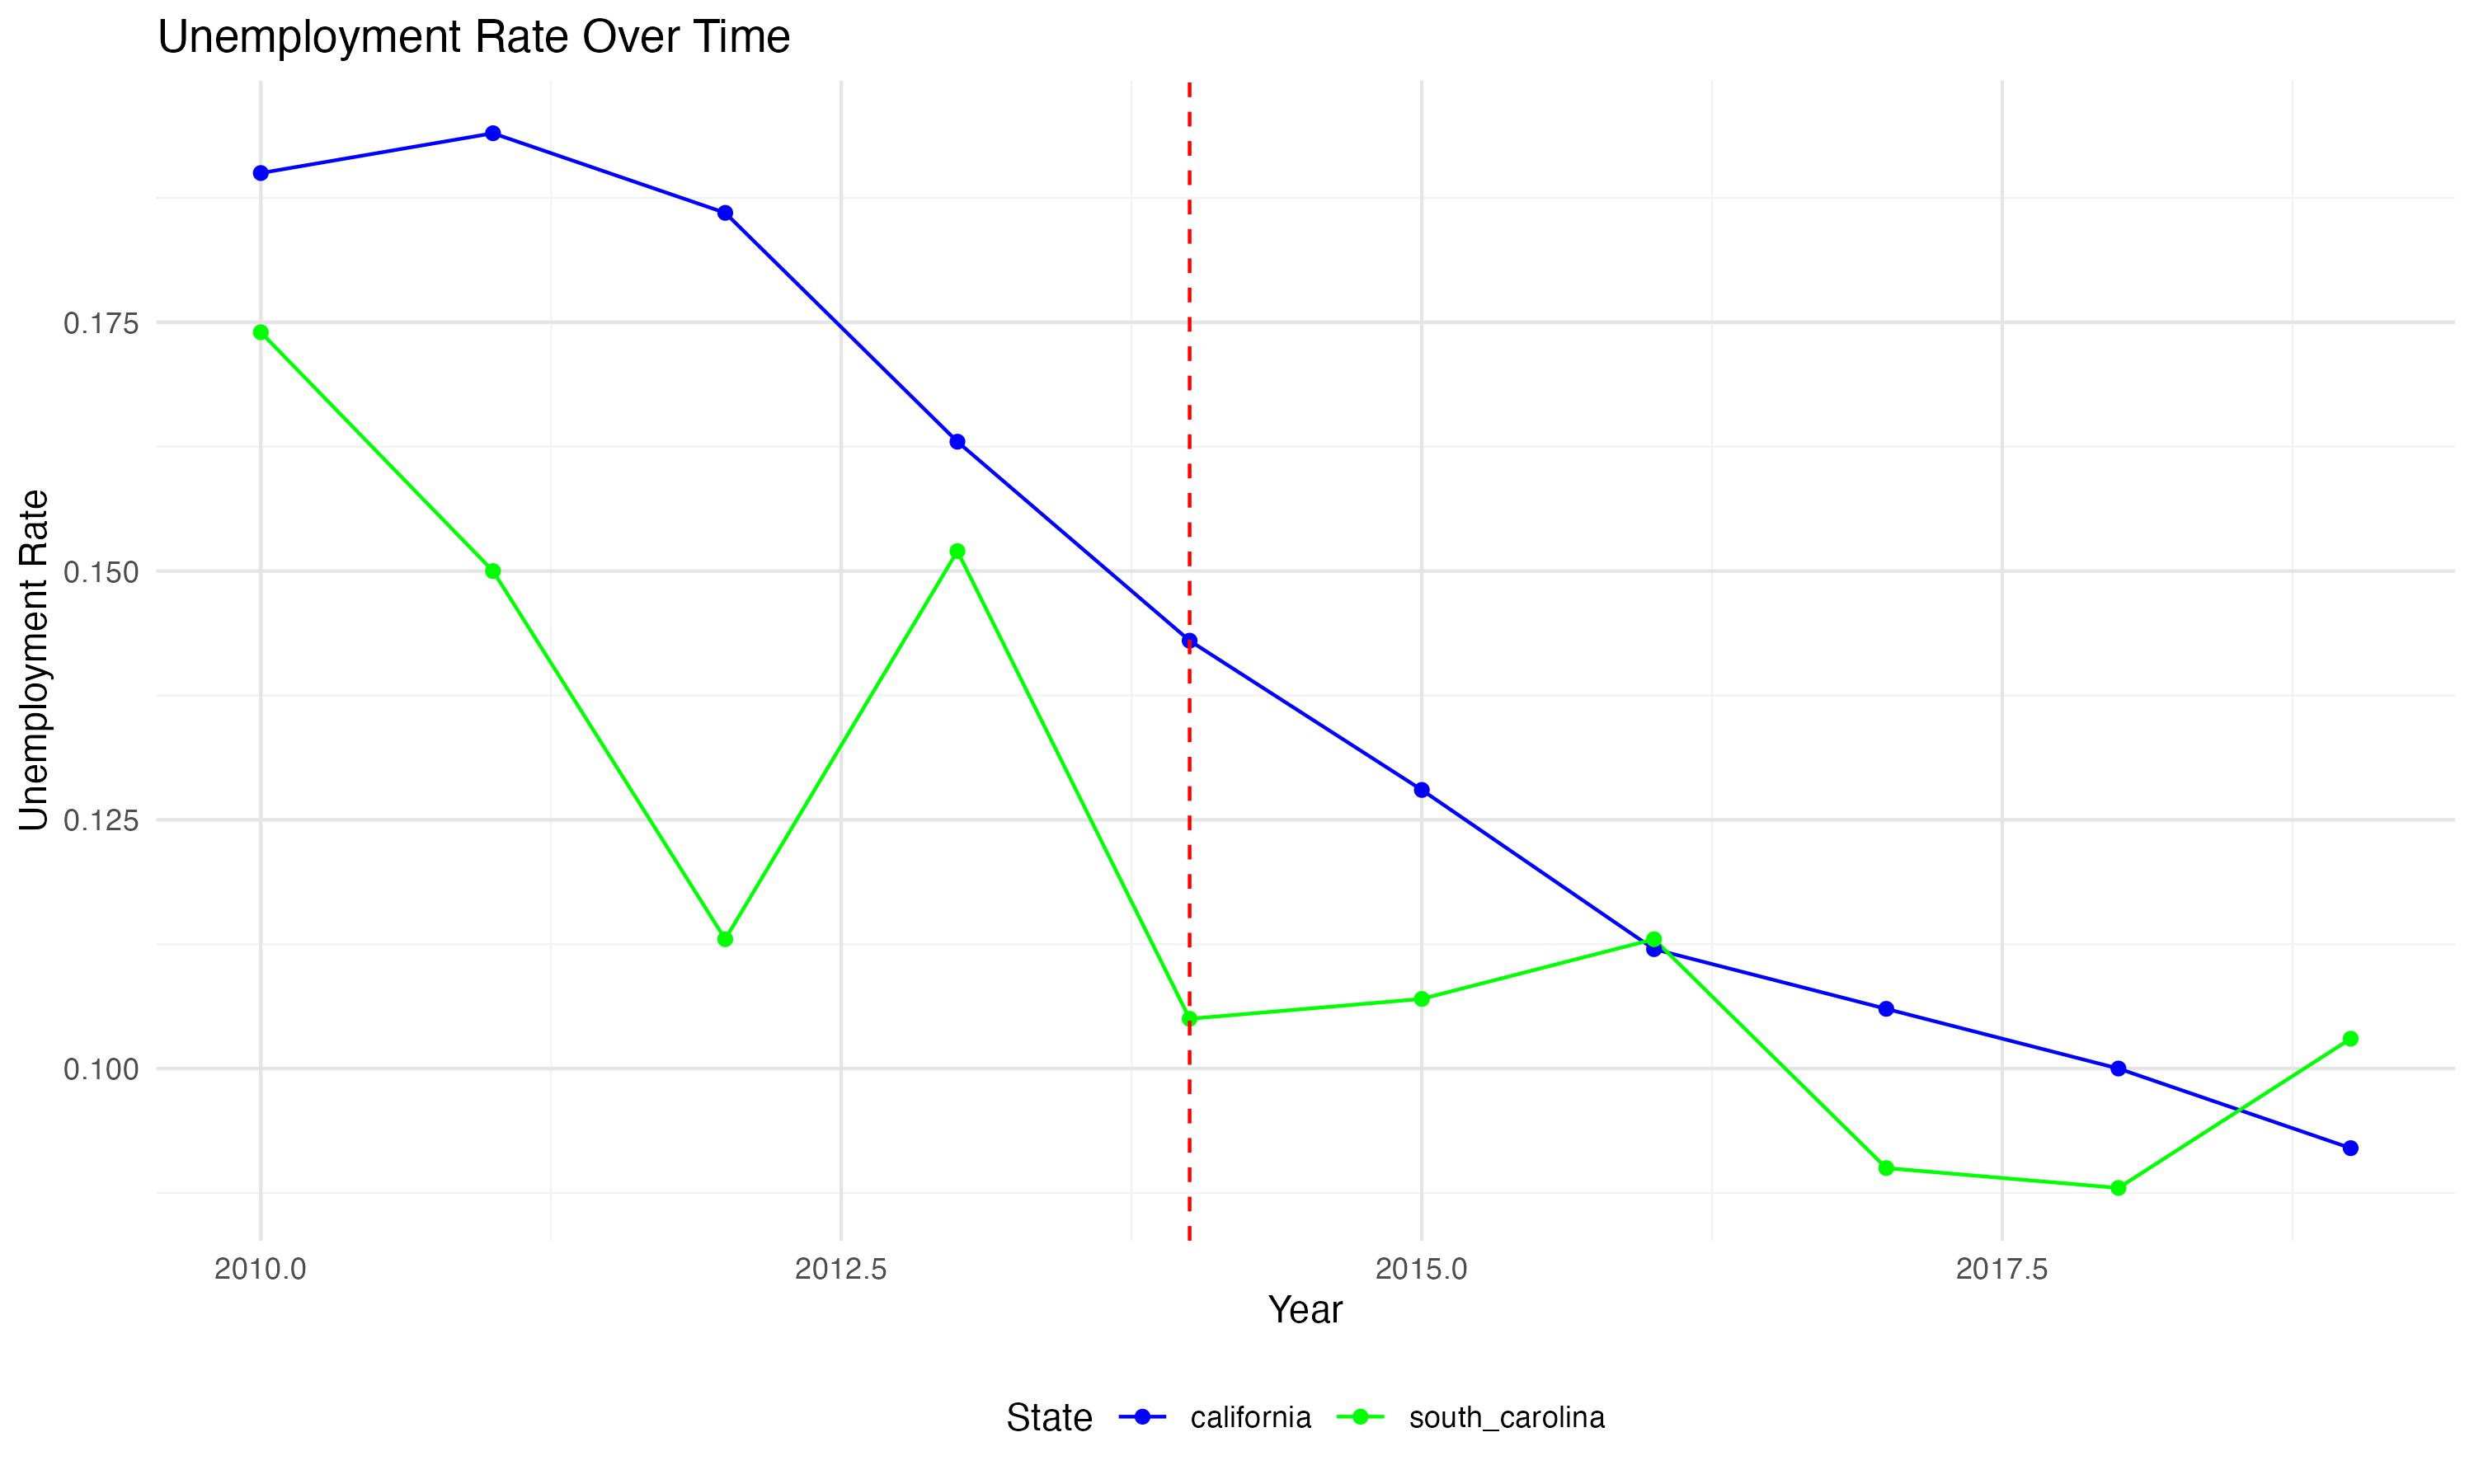 Unemployment Rate Over Time
Unemployment Rate
0.175
0.150
0.125
0.100
2010.0 2012.5 2015.0 2017.5
Year
State california south_carolina